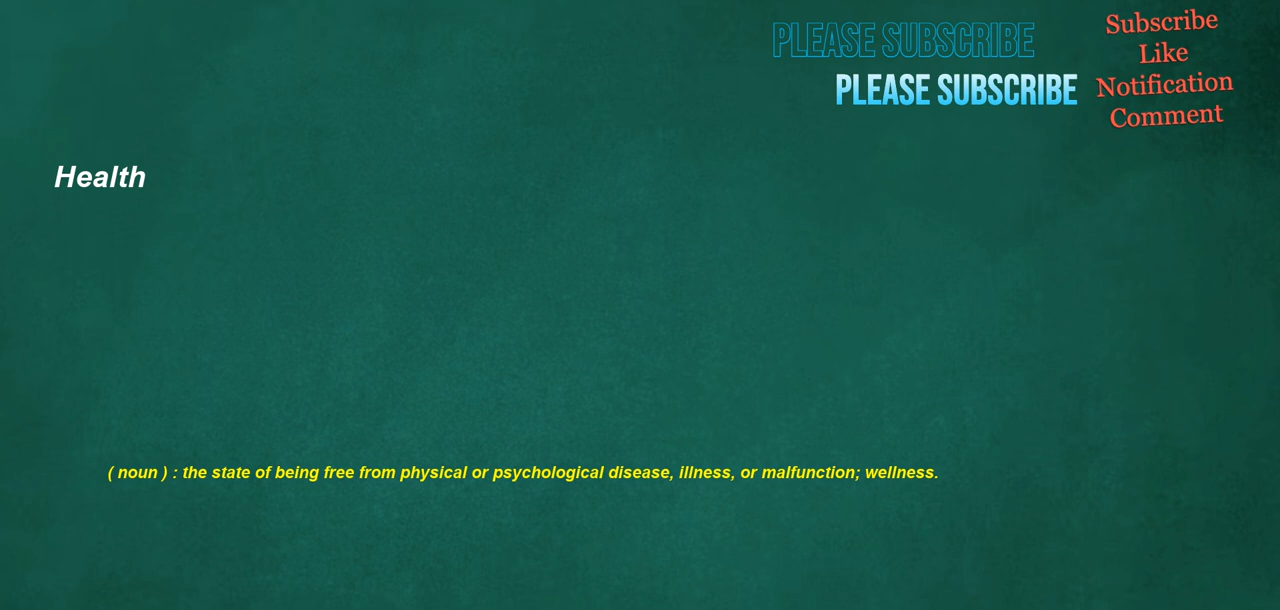 PLEASE SUBSCRIBE
PLEASE SUBSCRIBE
Subscribe
Like
Notification
Comment
Health
( noun ) : the state of being free from physical or psychological disease, illness, or malfunction; wellness.